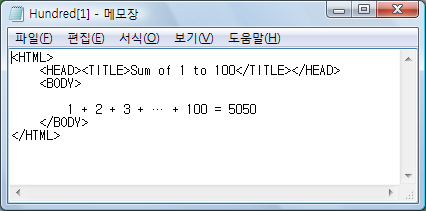 Hundred[1] - 메모장
파일(F) 편집(E) 서식(O) 보기(V) 도움말(H)
<HTML>
    <HEAD><TITLE>Sum of 1 to 100</TITLE></HEAD>
    <BODY>

        1 + 2 + 3 + … + 100 = 5050
    </BODY>
</HTML>